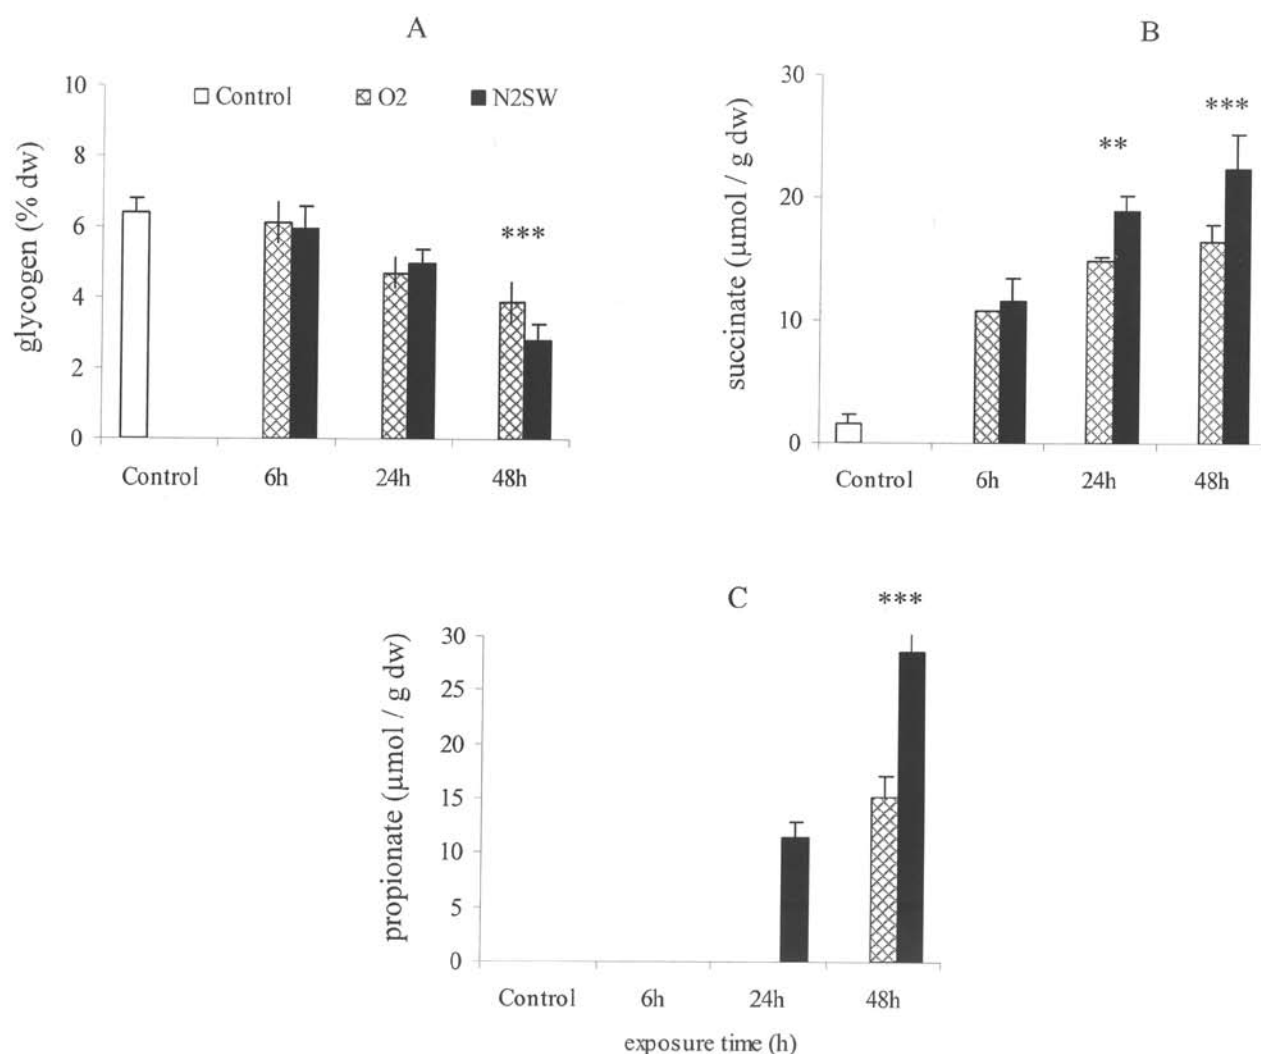 A
10
8
6
4
2
0
glycogen (% dw)
Control
O2
N2SW
***
Control
6h
24h
48h
B
30
20
10
0
succinate (µmol / g dw)
**
***
Control
6h
24h
48h
C
***
30
25
30
15
10
5
0
propionate (µmol / g dw)
Control
6h
24h
48h
exposure time (h)